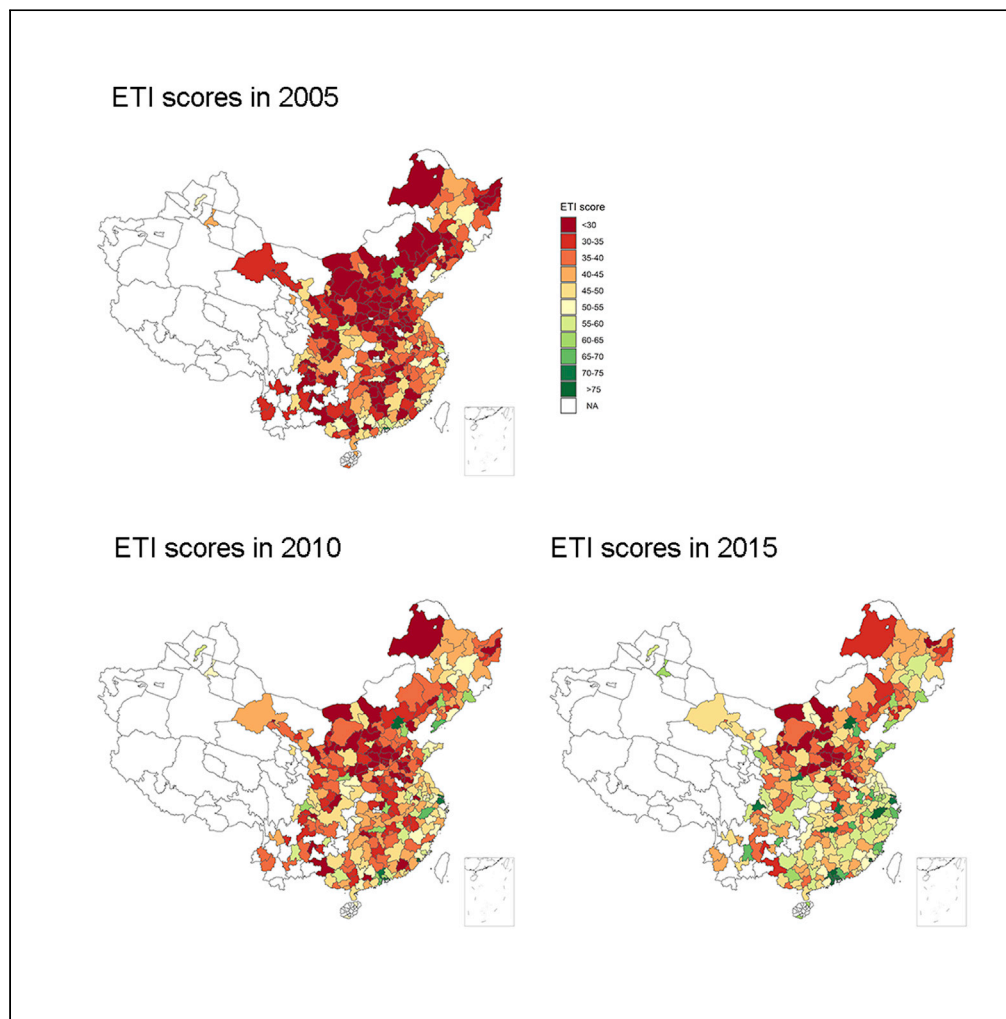 ETI scores in 2005
ETI score
<30
30-35
35-40
40-45
45-50
50-55
55-60
60-65
65-70
70-75
>75
NA
ETI scores in 2010
ETI scores in 2015